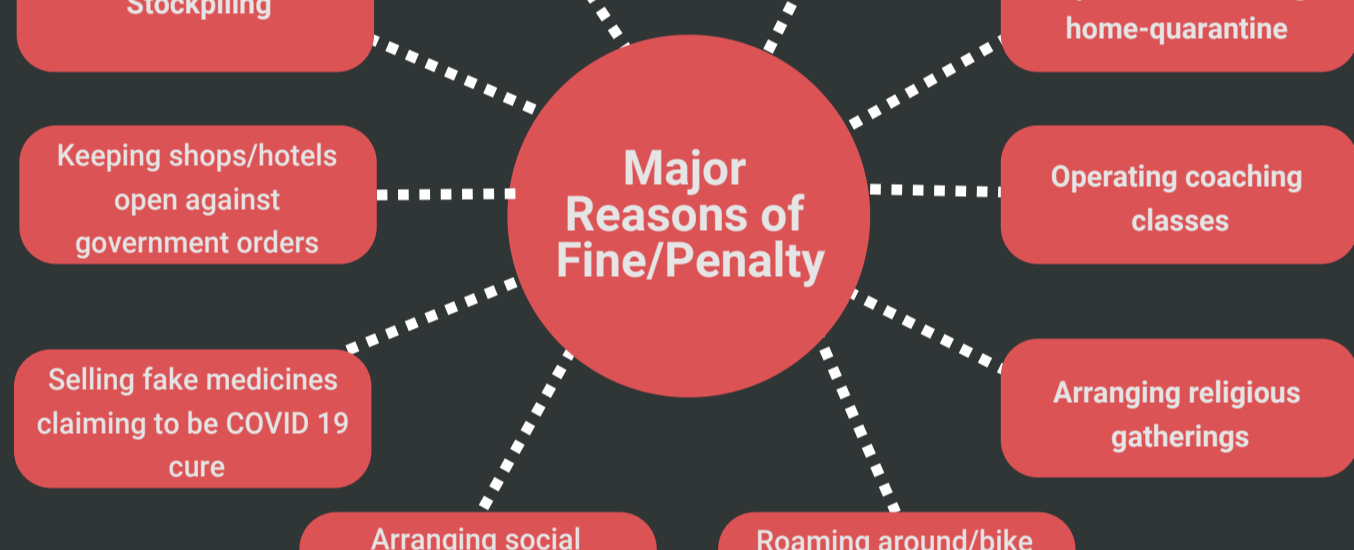 Stockpiling
home-quarantine
Keeping shops/hotels
open against
government orders
Major
Reasons of
Fine/Penalty
Operating coaching
classes
Selling fake medicines
claiming to be COVID 19
cure
Arranging religious
gatherings
Arranging social
Roaming around/bike